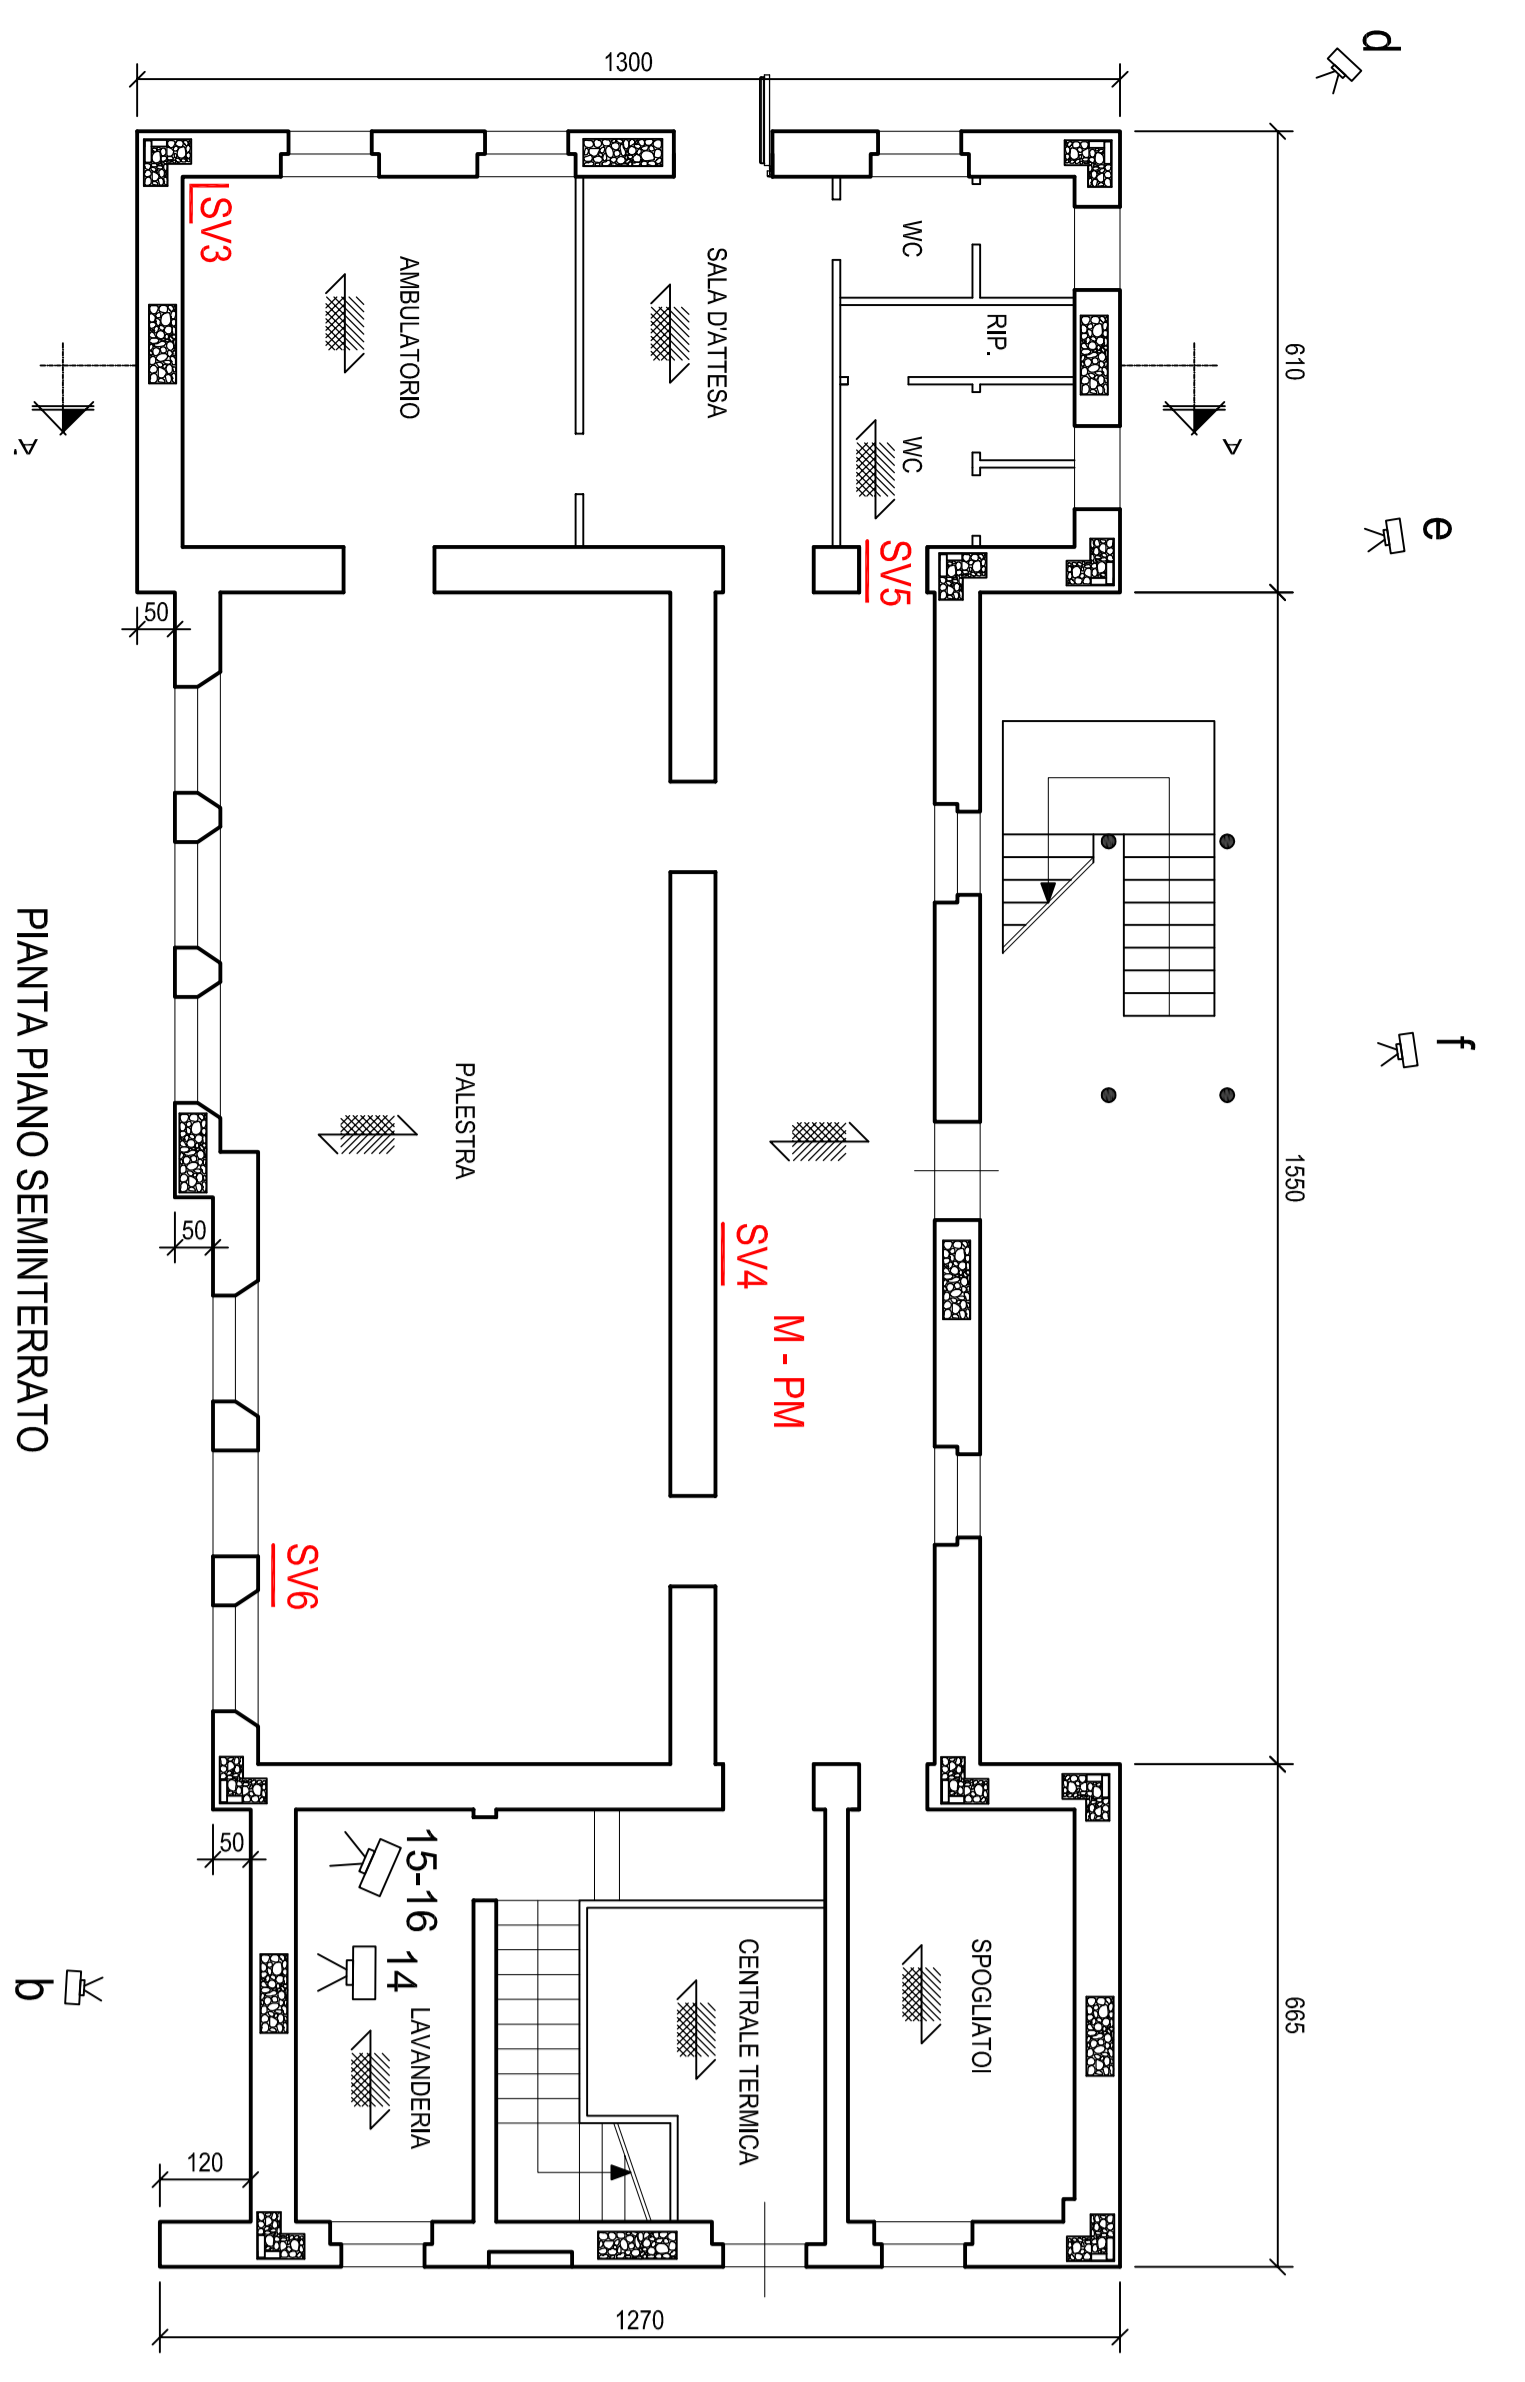 d
e
f
1300
610
1550
665
A
A'
WC
RIP.
WC
SV5
SALA D'ATTESA
AMBULATORIO
SV3
50
PALESTRA
SV4
M - PM
50
SV6
50
15-16
14
LAVANDERIA
CENTRALE TERMICA
SPOGLIATOI
b
120
1270
PIANTA PIANO SEMINTERRATO